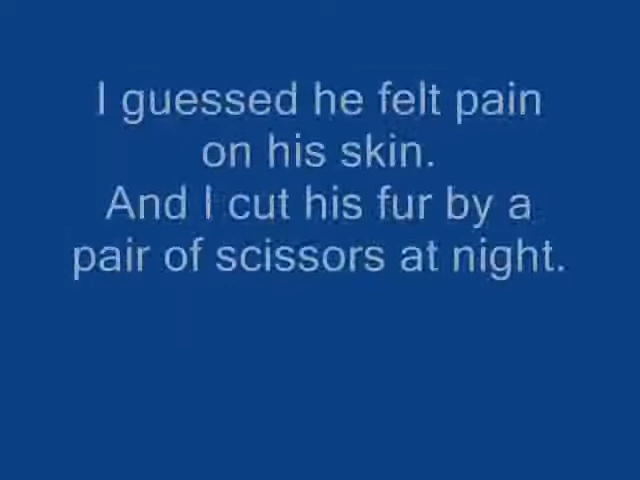 I guessed he felt pain
on his skin.
And I cut his fur by a
pair of scissors at night.